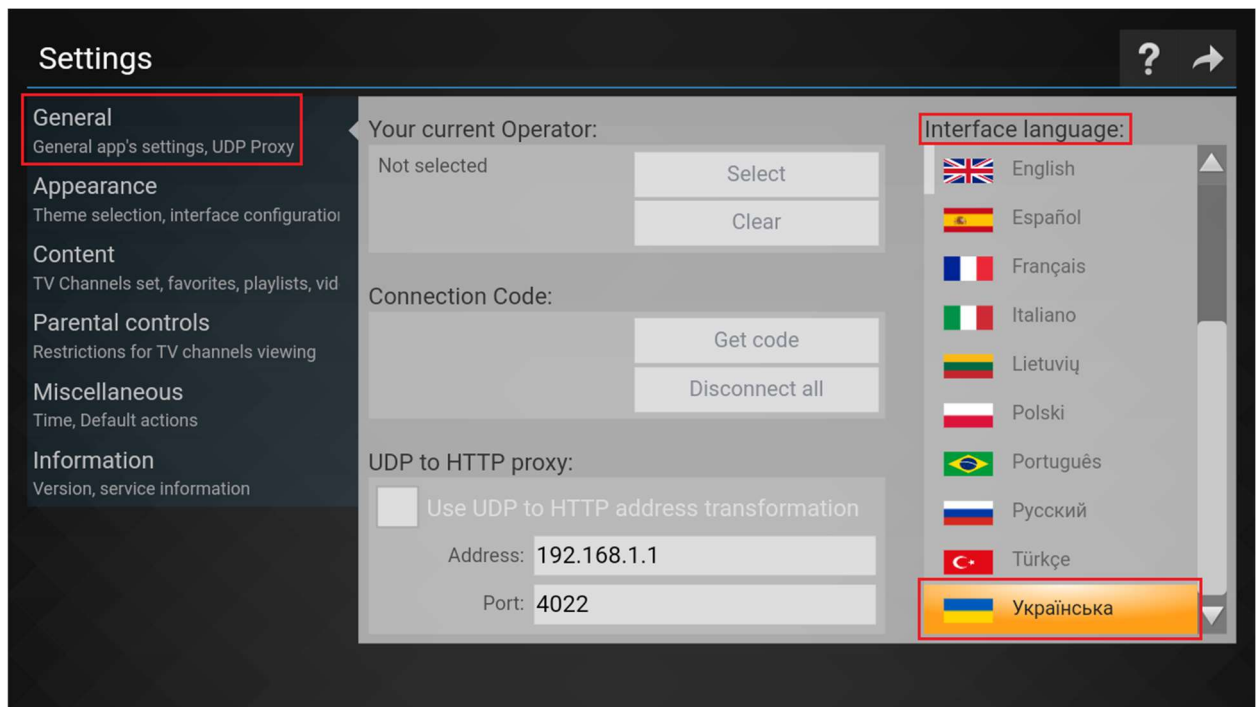 Settings
?
General
General app's settings, UDP Proxy
Appearance
Theme selection, interface configuration
Content
TV Channels set, favorites, playlists, vid
Parental controls
Restrictions for TV channels viewing
Miscellaneous
Time, Default actions
Information
Version, service information
Your current Operator:
Not selected
Select
Clear
Connection Code:
Get code
Disconnect all
UDP to HTTP proxy:
Use UDP to HTTP address transformation
Address: 192.168.1.1
Port: 4022
Interface language:
English
Español
Français
Italiano
Lietuvių
Polski
Português
Русский
Türkçe
Українська